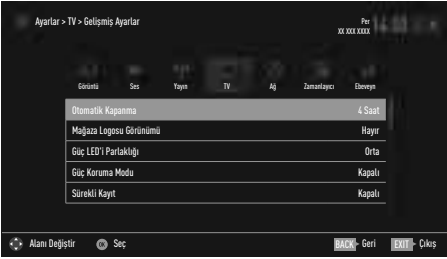 Ayarlar > TV > Gelişmiş Ayarlar
Per
XX XXX XXXX
Görüntü Ses Yayın TV Ağ Zamanlayıcı Ebeveyn
Otomatik Kapanma 4 Saat
Mağaza Logosu Görünümü Hayır
Güç LED'i Parlaklığı Orta
Güç Koruma Modu Kapalı
Sürekli Kayıt Kapalı
Alanı Değiştir OK Seç BACK Geri EXIT Çıkış